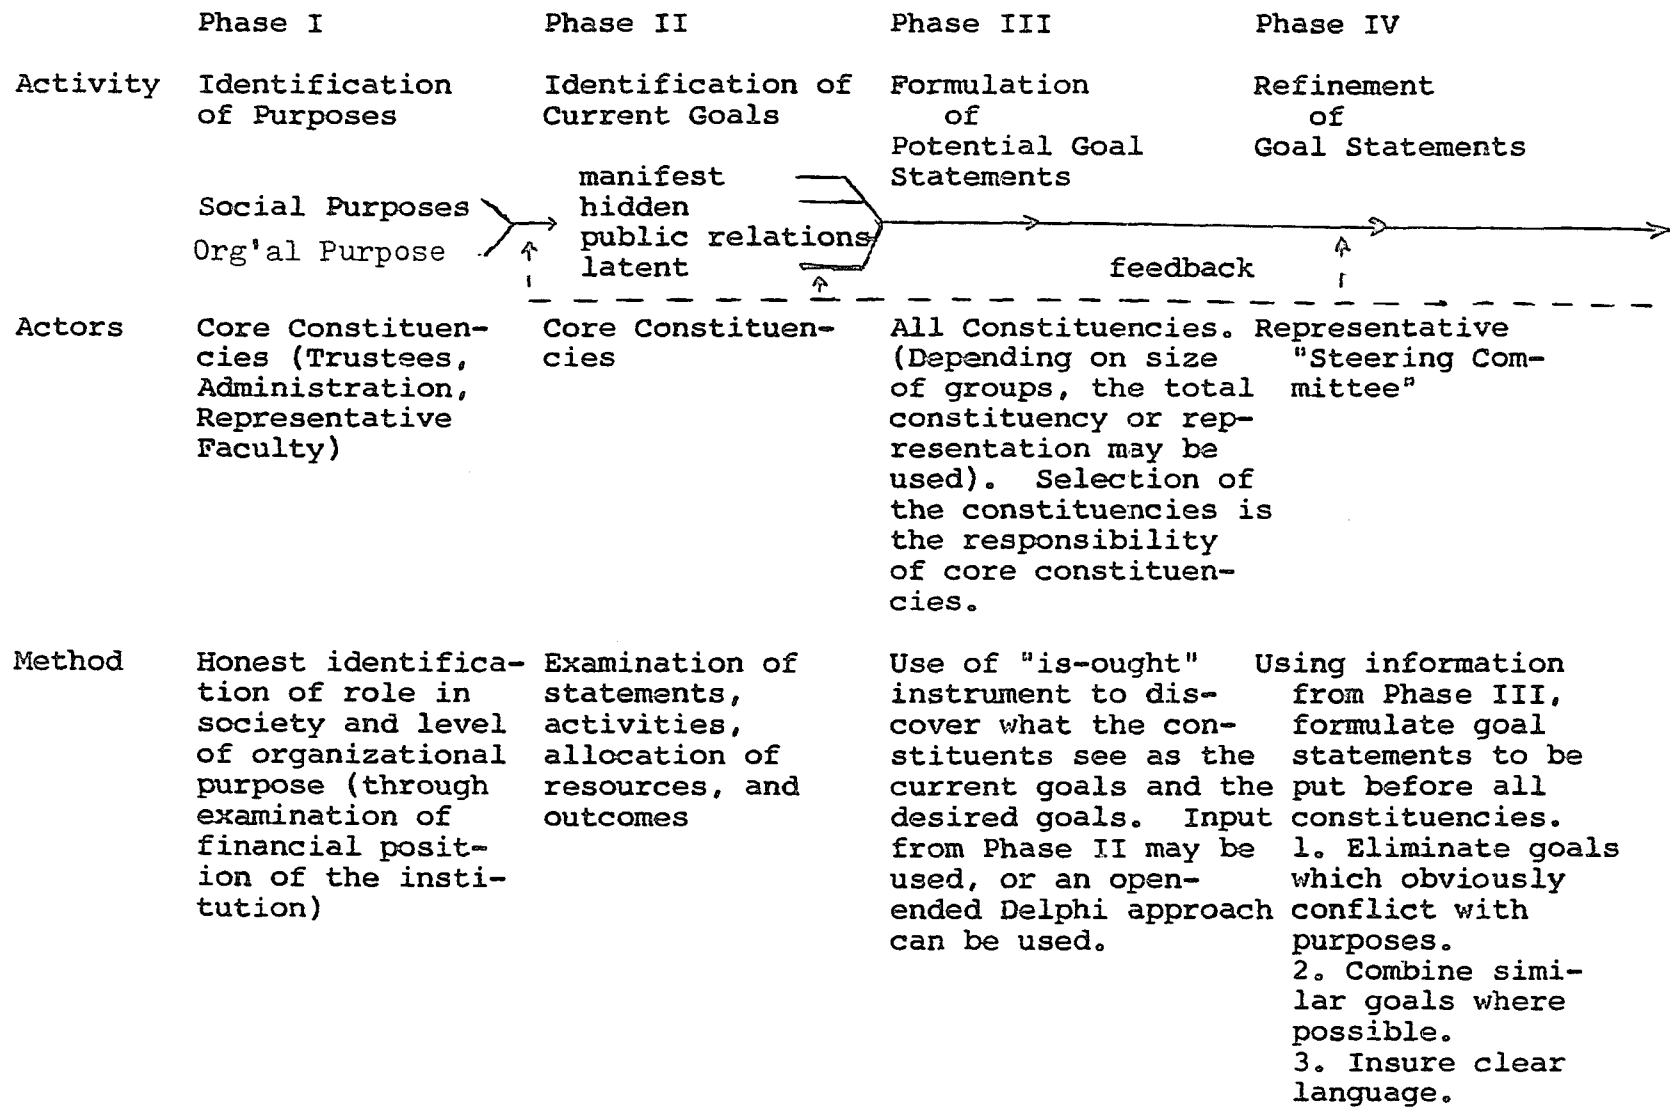 Phase I Phase II Phase III Phase IV
Activity Identification Identification of Formulation Refinement
of Purposes Current Goals of of
Potential Goal Goal Statements
manifest Statements
Social Purposes hidden
public relations
Org'al Purpose
latent feedback
Actors Core Constituen- Core Constituen- All Constituencies. Representative
cies (Trustees, cies (Depending on size "Steering Com-
Administration, of groups, the total mittee"
Representative constituency or rep-
Faculty) resentation may be
used). Selection of
the constituencies is
the responsibility
of core constituen-
cies.
Method Honest identifica- Examination of Use of "is-ought" Using information
tion of role in statements, instrument to dis- from Phase III,
society and level activities, cover what the con- formulate goal
of organizational allocation of stituents see as the statements to be
purpose (through resources, and current goals and the put before all
examination of outcomes desired goals. Input constituencies.
financial posit- from Phase II may be 1. Eliminate goals
ion of the insti- used, or an open- which obviously
tution) ended Delphi approach conflict with
can be used. purposes.
2. Combine simi-
lar goals where
possible.
3. Insure clear
language.